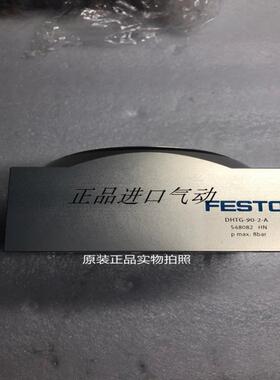 正品进口气动
FESTO
DHTG-90-2-A
548082 HN
p max. 8bar
原装正品实物拍照